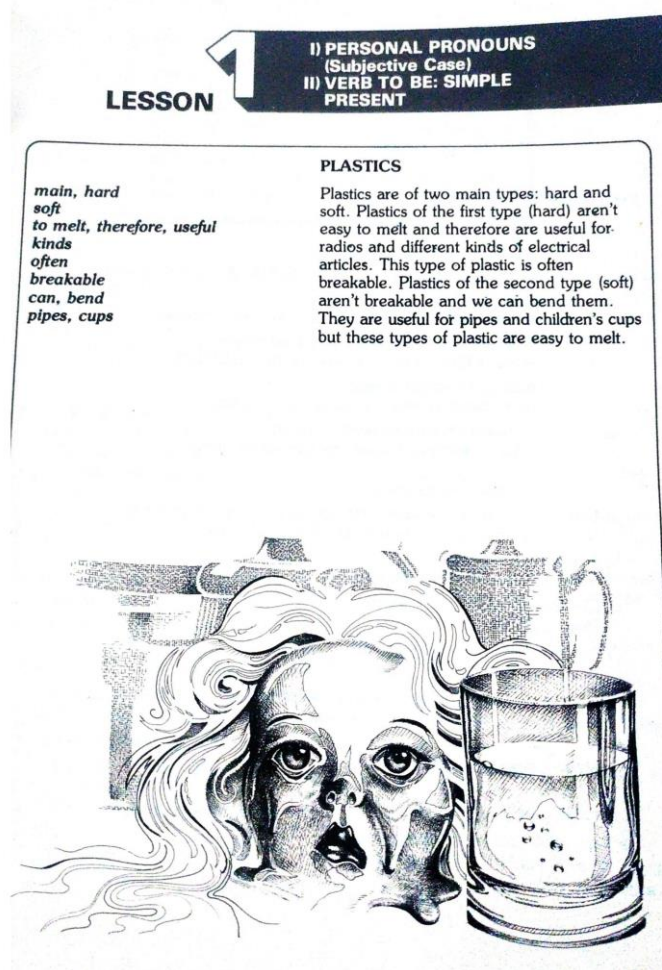 LESSON 1
I) PERSONAL PRONOUNS
(Subjective Case)
II) VERB TO BE: SIMPLE
PRESENT
main, hard
soft
to melt, therefore, useful
kinds
often
breakable
can, bend
pipes, cups
PLASTICS
Plastics are of two main types: hard and
soft. Plastics of the first type (hard) aren't
easy to melt and therefore are useful for
radios and different kinds of electrical
articles. This type of plastic is often
breakable. Plastics of the second type (soft)
aren't breakable and we can bend them.
They are useful for pipes and children's cups
but these types of plastic are easy to melt.